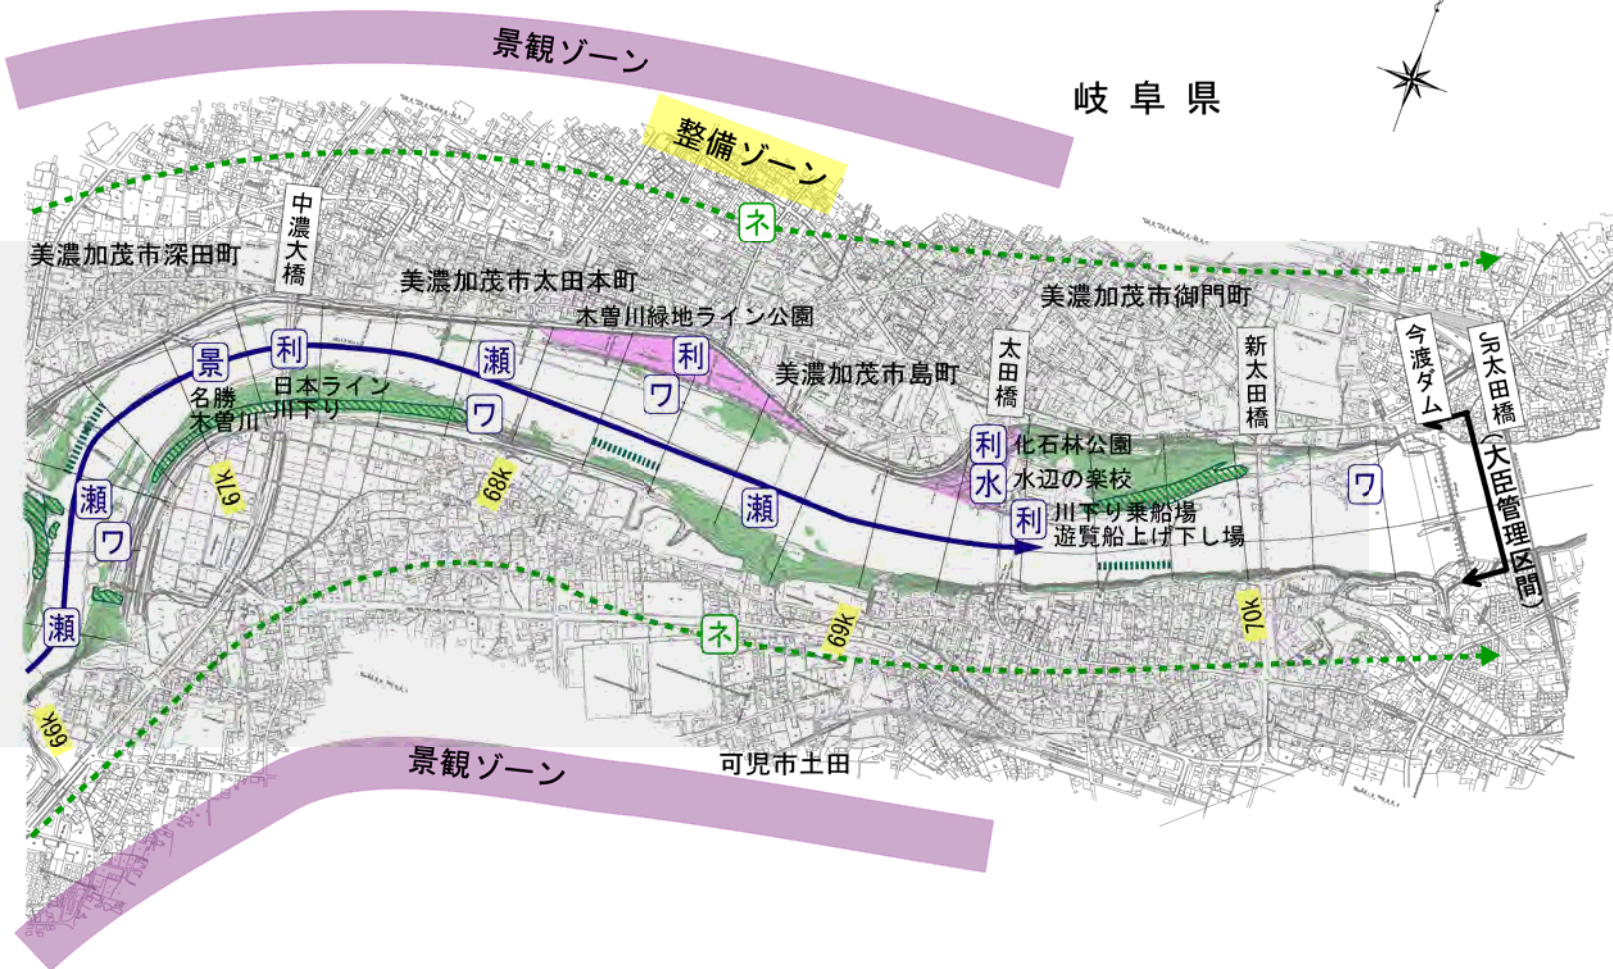 景観ゾーン
岐阜県
整備ゾーン
中濃大橋
ネ
美濃加茂市深田町
美濃加茂市太田本町
美濃加茂市御門町
木曽川緑地ライン公園
景
利
瀬
利
ワ
美濃加茂市島町
太田橋
新太田橋
今渡ダム
JR太田橋
(大臣管理区間)
名勝
木曽川
日本ライン
川下り
ワ
利
化石林公園
水
水辺の楽校
利
川下り乗船場
遊覧船上げ下し場
ワ
67k
68k
瀬
ワ
瀬
瀬
ネ
69k
70k
66k
景観ゾーン
可児市土田